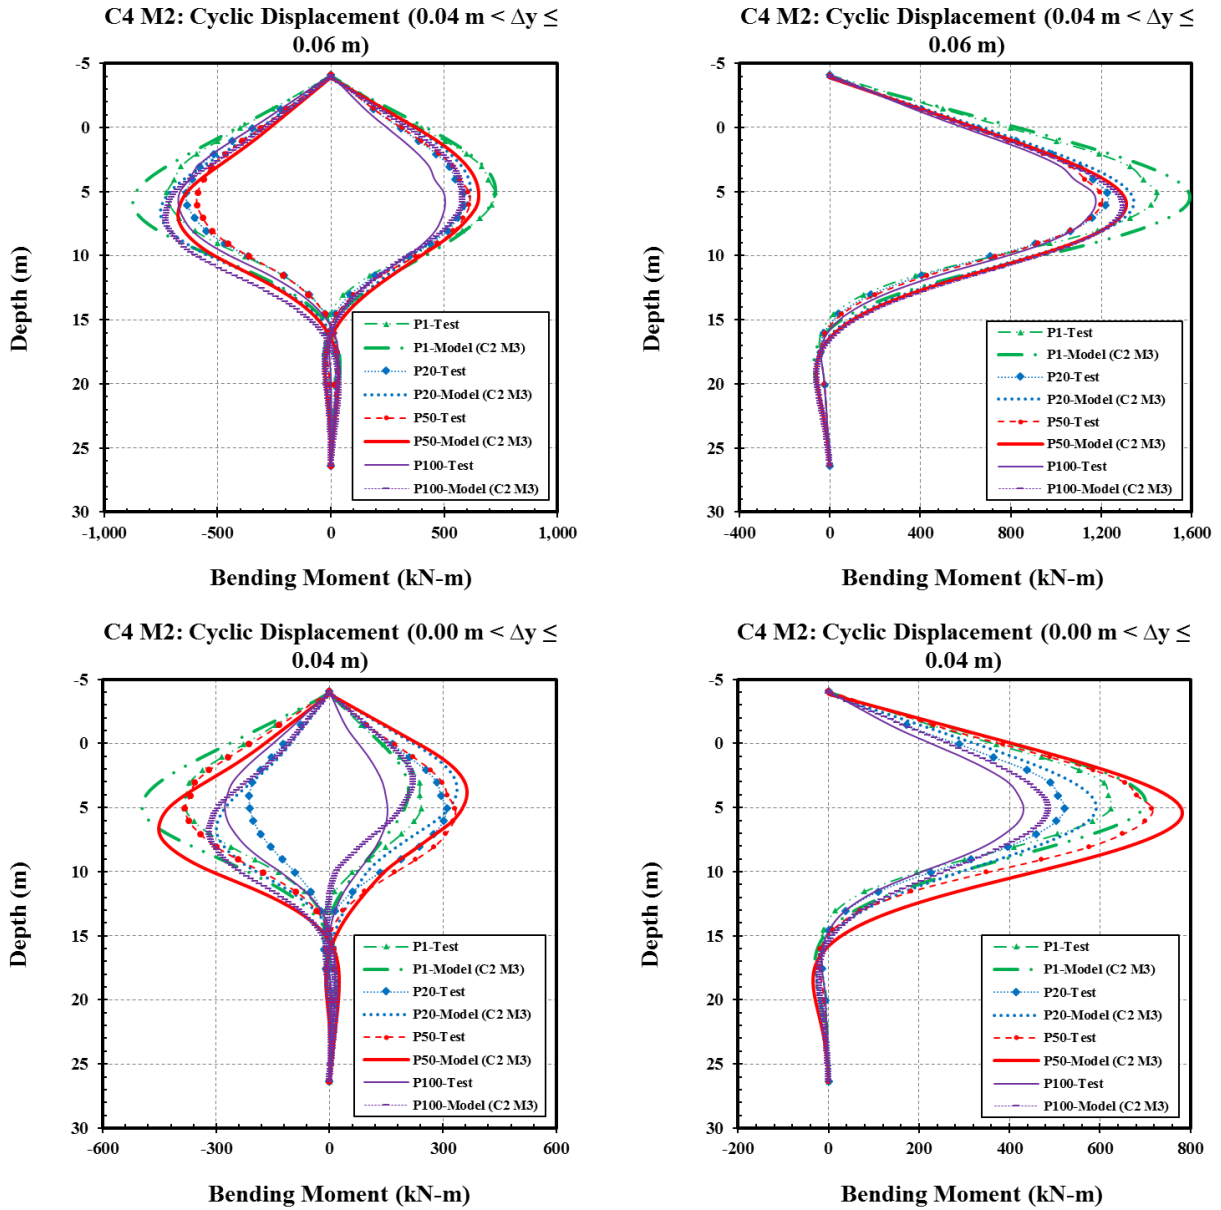 C4 M2: Cyclic Displacement (0.04 m < Δy ≤
0.06 m)
-5
0
5
10
15
20
25
30
-1,000
-500
0
500
1,000
Depth (m)
Bending Moment (kN-m)
P1-Test
P1-Model (C2 M3)
P20-Test
P20-Model (C2 M3)
P50-Test
P50-Model (C2 M3)
P100-Test
P100-Model (C2 M3)
C4 M2: Cyclic Displacement (0.04 m < Δy ≤
0.06 m)
-5
0
5
10
15
20
25
30
-400
0
400
800
1,200
1,600
Depth (m)
Bending Moment (kN-m)
P1-Test
P1-Model (C2 M3)
P20-Test
P20-Model (C2 M3)
P50-Test
P50-Model (C2 M3)
P100-Test
P100-Model (C2 M3)
C4 M2: Cyclic Displacement (0.00 m < Δy ≤
0.04 m)
-5
0
5
10
15
20
25
30
-600
-300
0
300
600
Depth (m)
Bending Moment (kN-m)
P1-Test
P1-Model (C2 M3)
P20-Test
P20-Model (C2 M3)
P50-Test
P50-Model (C2 M3)
P100-Test
P100-Model (C2 M3)
C4 M2: Cyclic Displacement (0.00 m < Δy ≤
0.04 m)
-5
0
5
10
15
20
25
30
-200
0
200
400
600
800
Depth (m)
Bending Moment (kN-m)
P1-Test
P1-Model (C2 M3)
P20-Test
P20-Model (C2 M3)
P50-Test
P50-Model (C2 M3)
P100-Test
P100-Model (C2 M3)